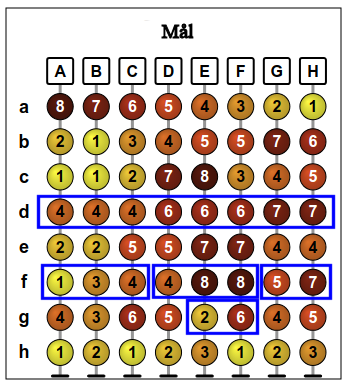 Mål
A B C D E F G H
a 8 7 6 5 4 3 2 1
b 2 1 3 4 5 5 7 6
c 1 1 2 7 8 3 4 5
d 4 4 4 6 6 6 7 7
e 2 2 5 5 7 7 4 4
f 1 3 4 4 8 8 5 7
g 4 3 6 5 2 6 4 5
h 1 2 1 2 3 1 2 3